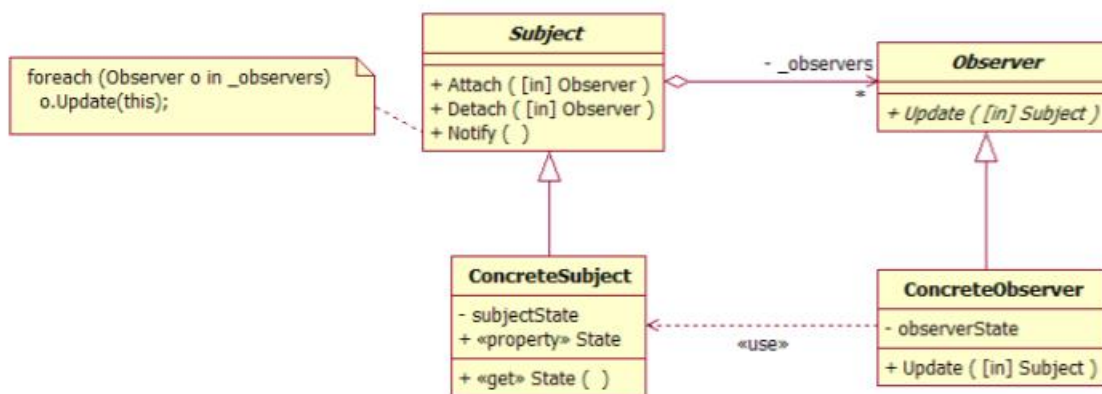 foreach (Observer o in _observers)
o.Update(this);
Subject
+ Attach ( [in] Observer )
+ Detach ( [in] Observer )
+ Notify ( )
- _observers
*
Observer
+ Update ( [in] Subject )
ConcreteSubject
- subjectState
+ «property» State
+ «get» State ( )
«use»
ConcreteObserver
- observerState
+ Update ( [in] Subject )